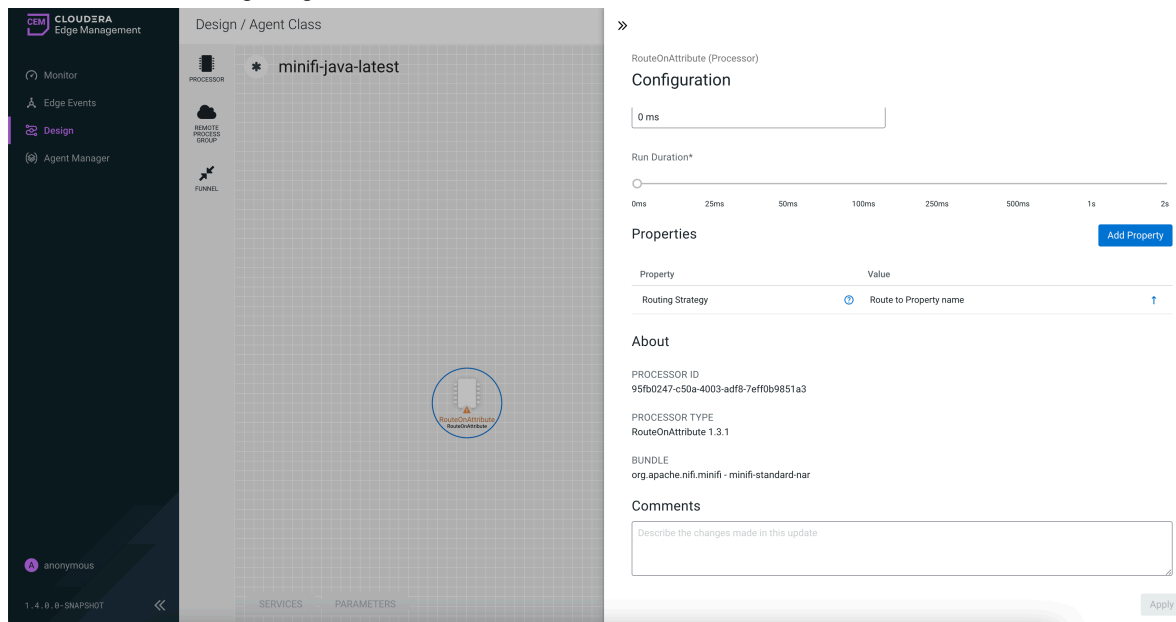 CEM CLOUDERA
Edge Management
Monitor
Edge Events
Design
Agent Manager
A anonymous
1.4.0.0-SNAPSHOT
Design / Agent Class
PROCESSOR
REMOTE
PROCESS
GROUP
FUNNEL
minifi-java-latest
RouteOnAttribute
RouteOnAttribute
SERVICES PARAMETERS
RouteOnAttribute (Processor)
Configuration
0 ms
Run Duration*
0ms 25ms 50ms 100ms 250ms 500ms 1s 2s
Properties Add Property
Property Value
Routing Strategy Route to Property name
About
PROCESSOR ID
95fb0247-c50a-4003-adf8-7eff0b9851a3
PROCESSOR TYPE
RouteOnAttribute 1.3.1
BUNDLE
org.apache.nifi.minifi - minifi-standard-nar
Comments
Describe the changes made in this update
Apply